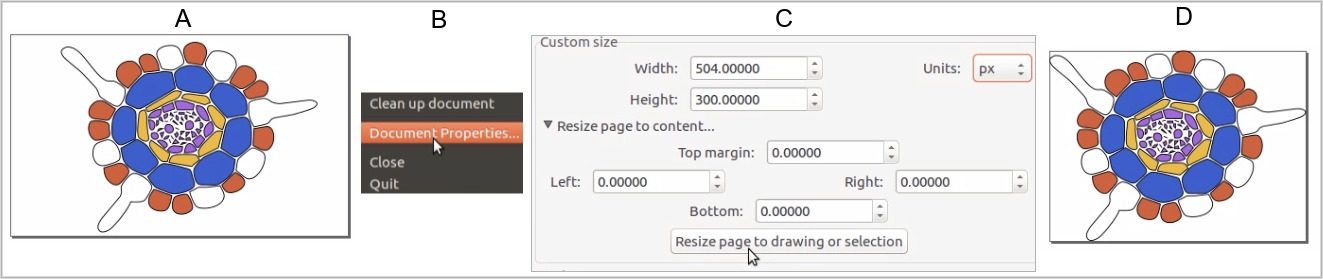 A
B
C
D
Clean up document
Document Properties...
Close
Quit
Custom size
Width: 504.00000
Units: px
Height: 300.00000
Resize page to content...
Top margin: 0.00000
Left: 0.00000 Right: 0.00000
Bottom: 0.00000
Resize page to drawing or selection